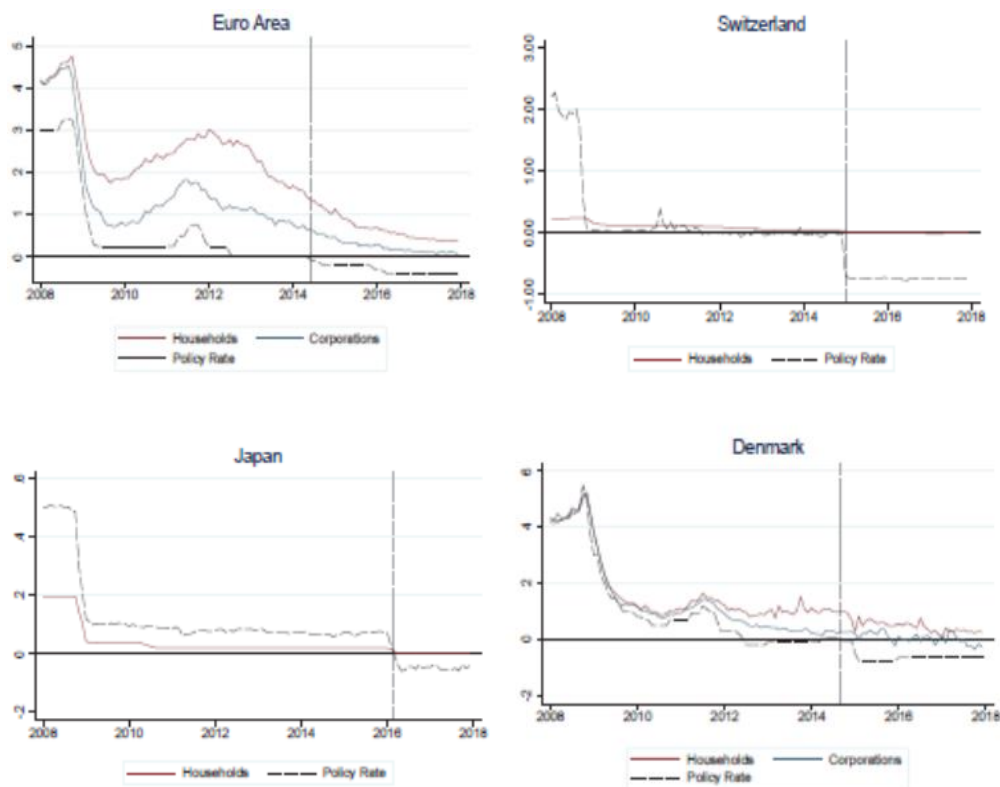 Euro Area
5
4
3
2
1
0
2008 2010 2012 2014 2016 2018
Households Corporations
Policy Rate
Switzerland
3.00
2.00
1.00
0.00
-1.00
2008 2010 2012 2014 2016 2018
Households Policy Rate
Japan
.6
.4
.2
0
-.2
2008 2010 2012 2014 2016 2018
Households Policy Rate
Denmark
6
4
2
0
-2
2008 2010 2012 2014 2016 2018
Households Corporations
Policy Rate